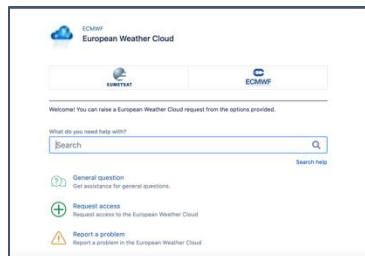 ECMWF
European Weather Cloud
EUMETSAT
ECMWF
Welcome! You can raise a European Weather Cloud request from the options provided.
What do you need help with?
Search
Search help
General question
Get assistance for general questions.
Request access
Request access to the European Weather Cloud
Report a problem
Report a problem in the European Weather Cloud